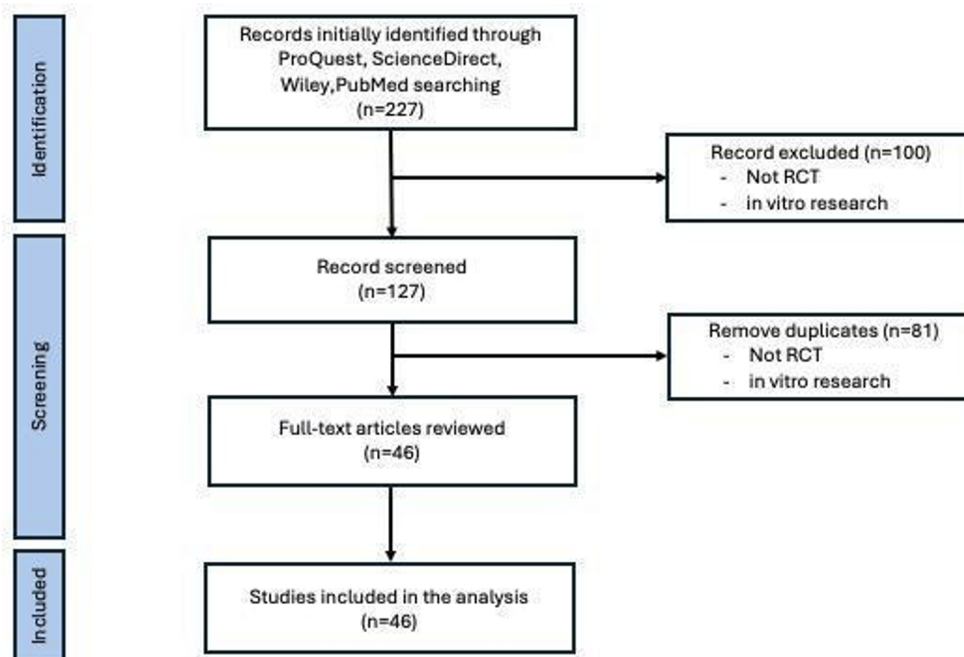 Identification
Records initially identified through
ProQuest, ScienceDirect,
Wiley,PubMed searching
(n=227)
Record excluded (n=100)
- Not RCT
- in vitro research
Screening
Record screened
(n=127)
Remove duplicates (n=81)
- Not RCT
- in vitro research
Full-text articles reviewed
(n=46)
Included
Studies included in the analysis
(n=46)